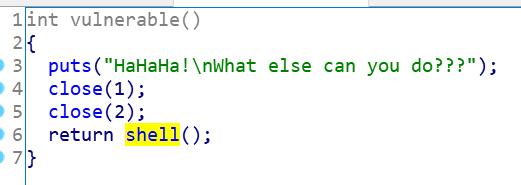 1 int vulnerable()
2 {
3   puts("HaHaHa!\nWhat else can you do???");
4   close(1);
5   close(2);
6   return shell();
7 }